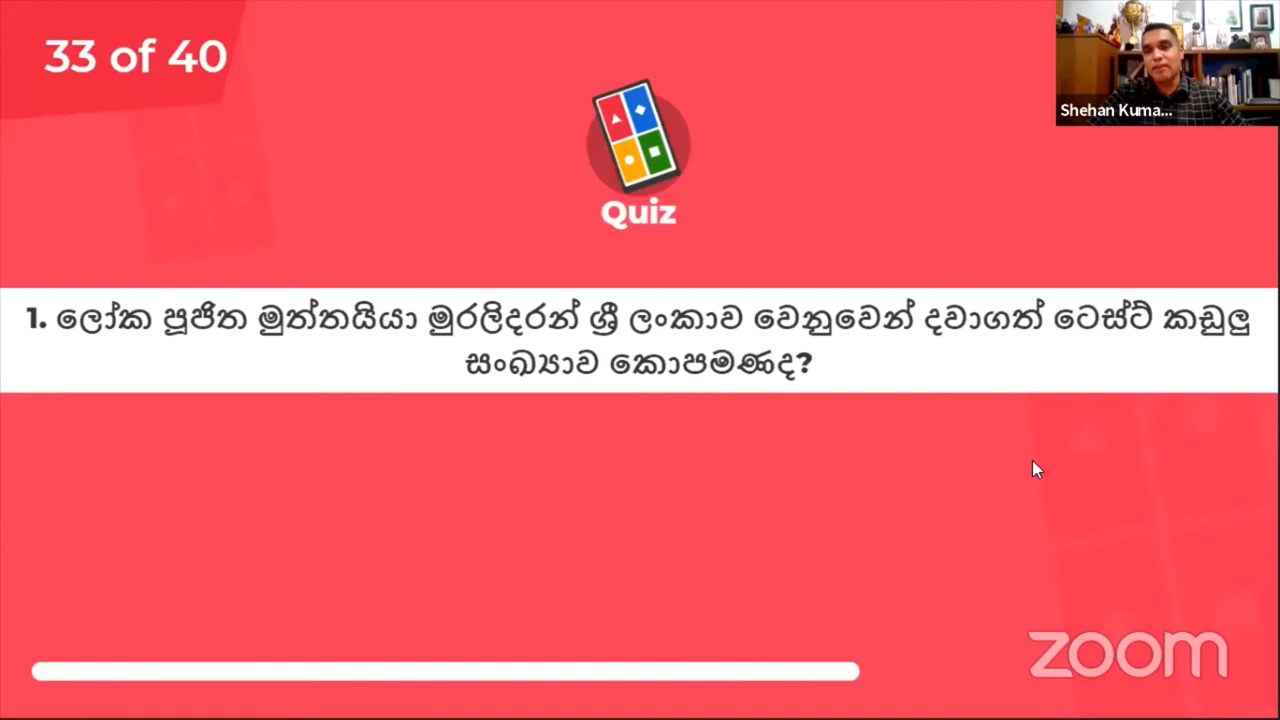 33 of 40
Shehan Kuma...
Quiz
1. ලෝක පූජිත මුත්තයියා මුරලිදරන් ශ්‍රී ලංකාව වෙනුවෙන් දවාගත් ටෙස්ට් කඩුලු
සංඛ්‍යාව කොපමණද?
zoom